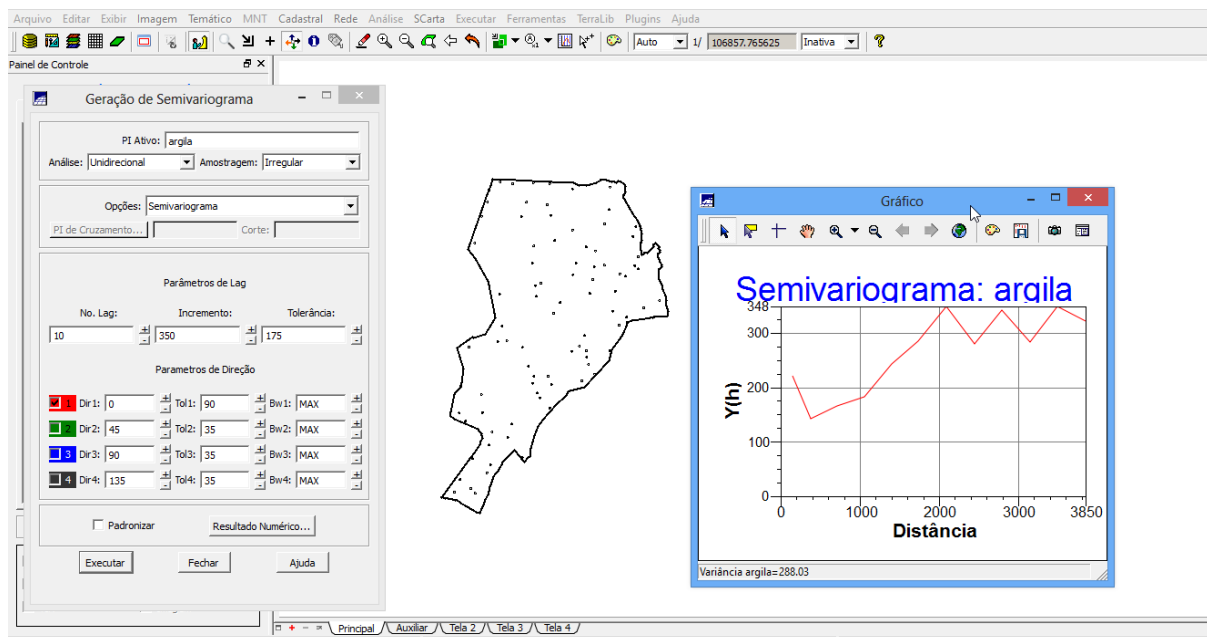 Arquivo Editar Exibir Imagem Temático MNT Cadastral Rede Análise SCarta Executar Ferramentas TerraLib Plugins Ajuda
Auto 1/ 106857.765625 Inativa
Painel de Controle
Geração de Semivariograma
PI Ativo: argila
Análise: Unidirecional Amostragem: Irregular
Opções: Semivariograma
PI de Cruzamento... Corte:
Parâmetros de Lag
No. Lag: Incremento: Tolerância:
10 350 175
Parametros de Direção
1 Dir1: 0 Tol1: 90 Bw1: MAX
2 Dir2: 45 Tol2: 35 Bw2: MAX
3 Dir3: 90 Tol3: 35 Bw3: MAX
4 Dir4: 135 Tol4: 35 Bw4: MAX
Padronizar Resultado Numérico...
Executar Fechar Ajuda
Gráfico
Semivariograma: argila
348
300
200
100
0
Y(h)
0 1000 2000 3000 3850
Distância
Variância argila=288.03
Principal Auxiliar Tela 2 Tela 3 Tela 4